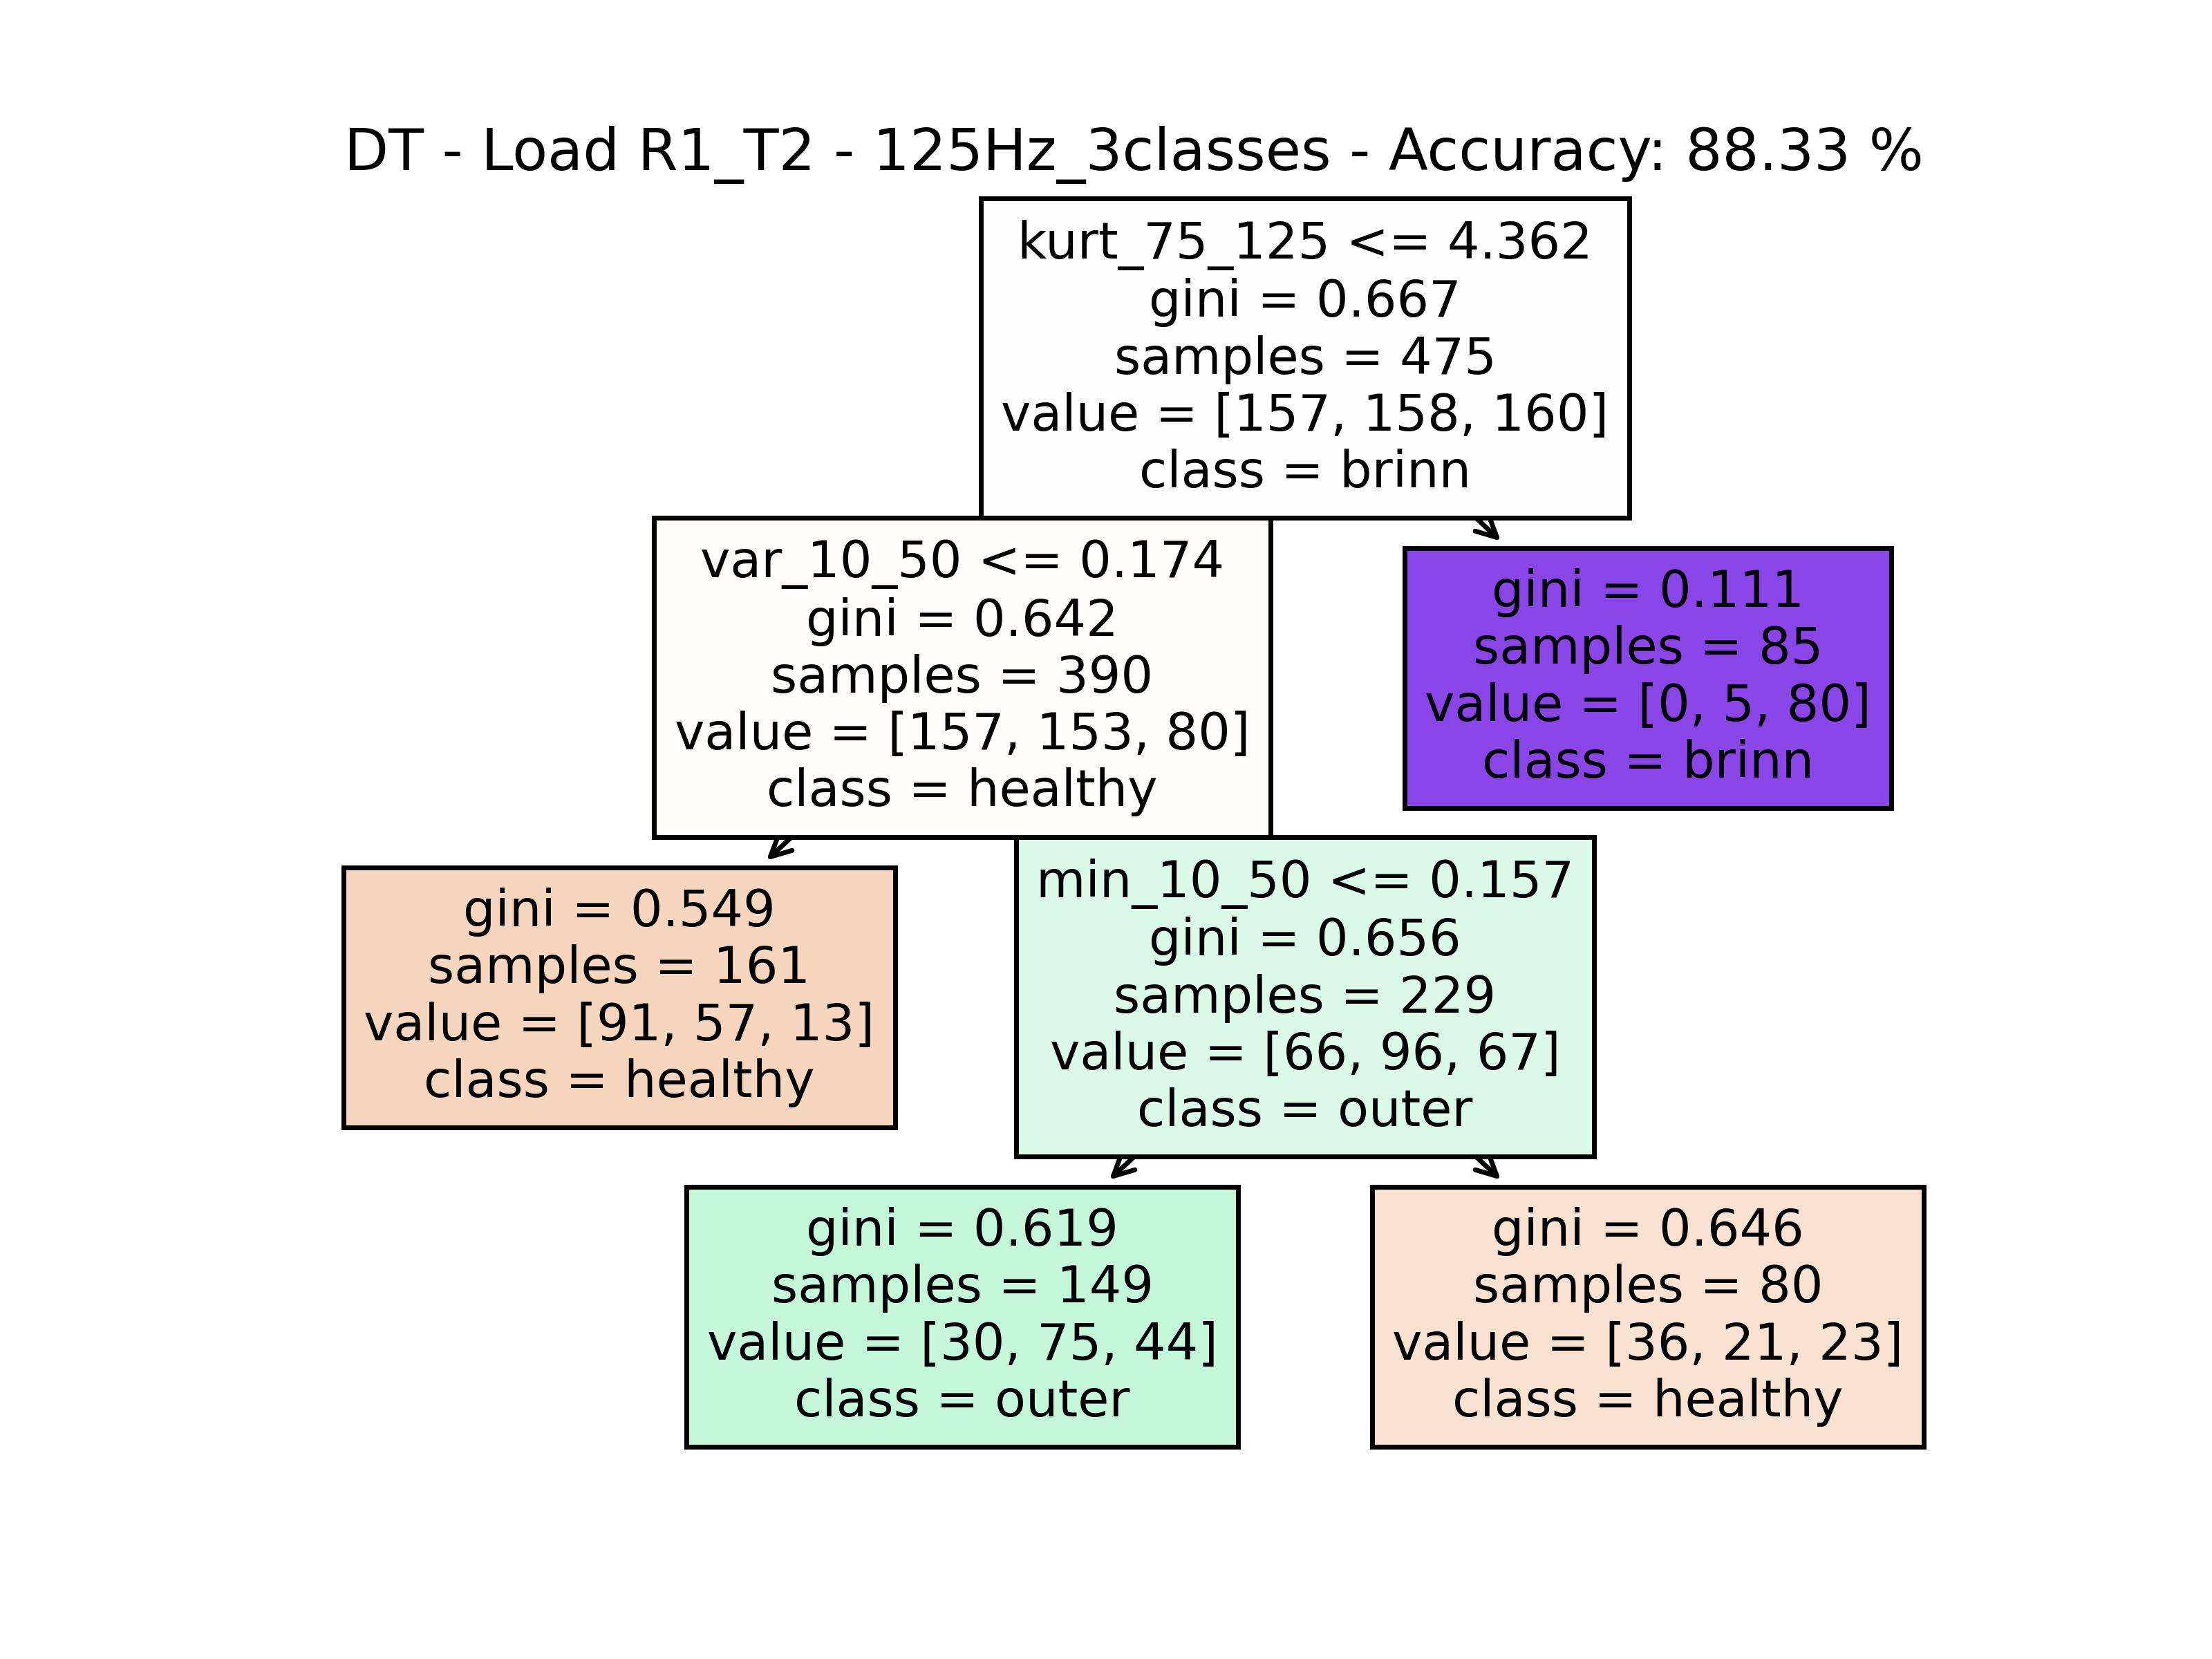 DT - Load R1_T2 - 125Hz_3classes - Accuracy: 88.33 %
kurt_75_125 <= 4.362
gini = 0.667
samples = 475
value = [157, 158, 160]
class = brinn
var_10_50 <= 0.174
gini = 0.642
samples = 390
value = [157, 153, 80]
class = healthy
gini = 0.111
samples = 85
value = [0, 5, 80]
class = brinn
gini = 0.549
samples = 161
value = [91, 57, 13]
class = healthy
min_10_50 <= 0.157
gini = 0.656
samples = 229
value = [66, 96, 67]
class = outer
gini = 0.619
samples = 149
value = [30, 75, 44]
class = outer
gini = 0.646
samples = 80
value = [36, 21, 23]
class = healthy